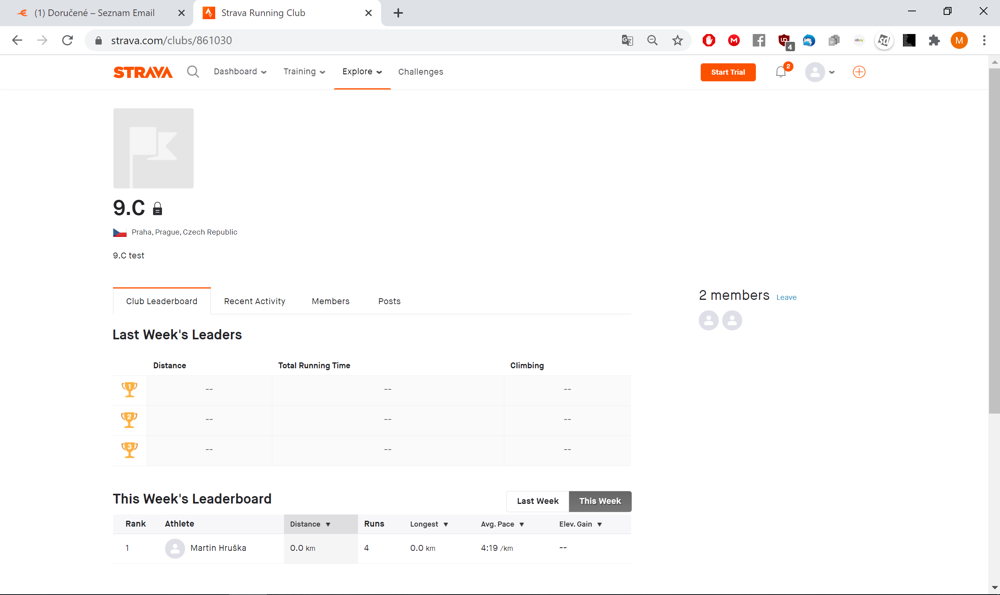 (1) Doručené – Seznam Email
Strava Running Club
strava.com/clubs/861030
4
ebay
sd
M
STRAVA
Dashboard
Training
Explore
Challenges
Start Trial
2
9.C
Praha, Prague, Czech Republic
9.C test
Club Leaderboard
Recent Activity
Members
Posts
2 members Leave
Last Week's Leaders
Distance Total Running Time Climbing
1 -- -- --
2 -- -- --
3 -- -- --
This Week's Leaderboard
Last Week This Week
Rank Athlete Distance ▼ Runs Longest ▼ Avg. Pace ▼ Elev. Gain ▼
1 Martin Hruška 0.0 km 4 0.0 km 4:19 /km --